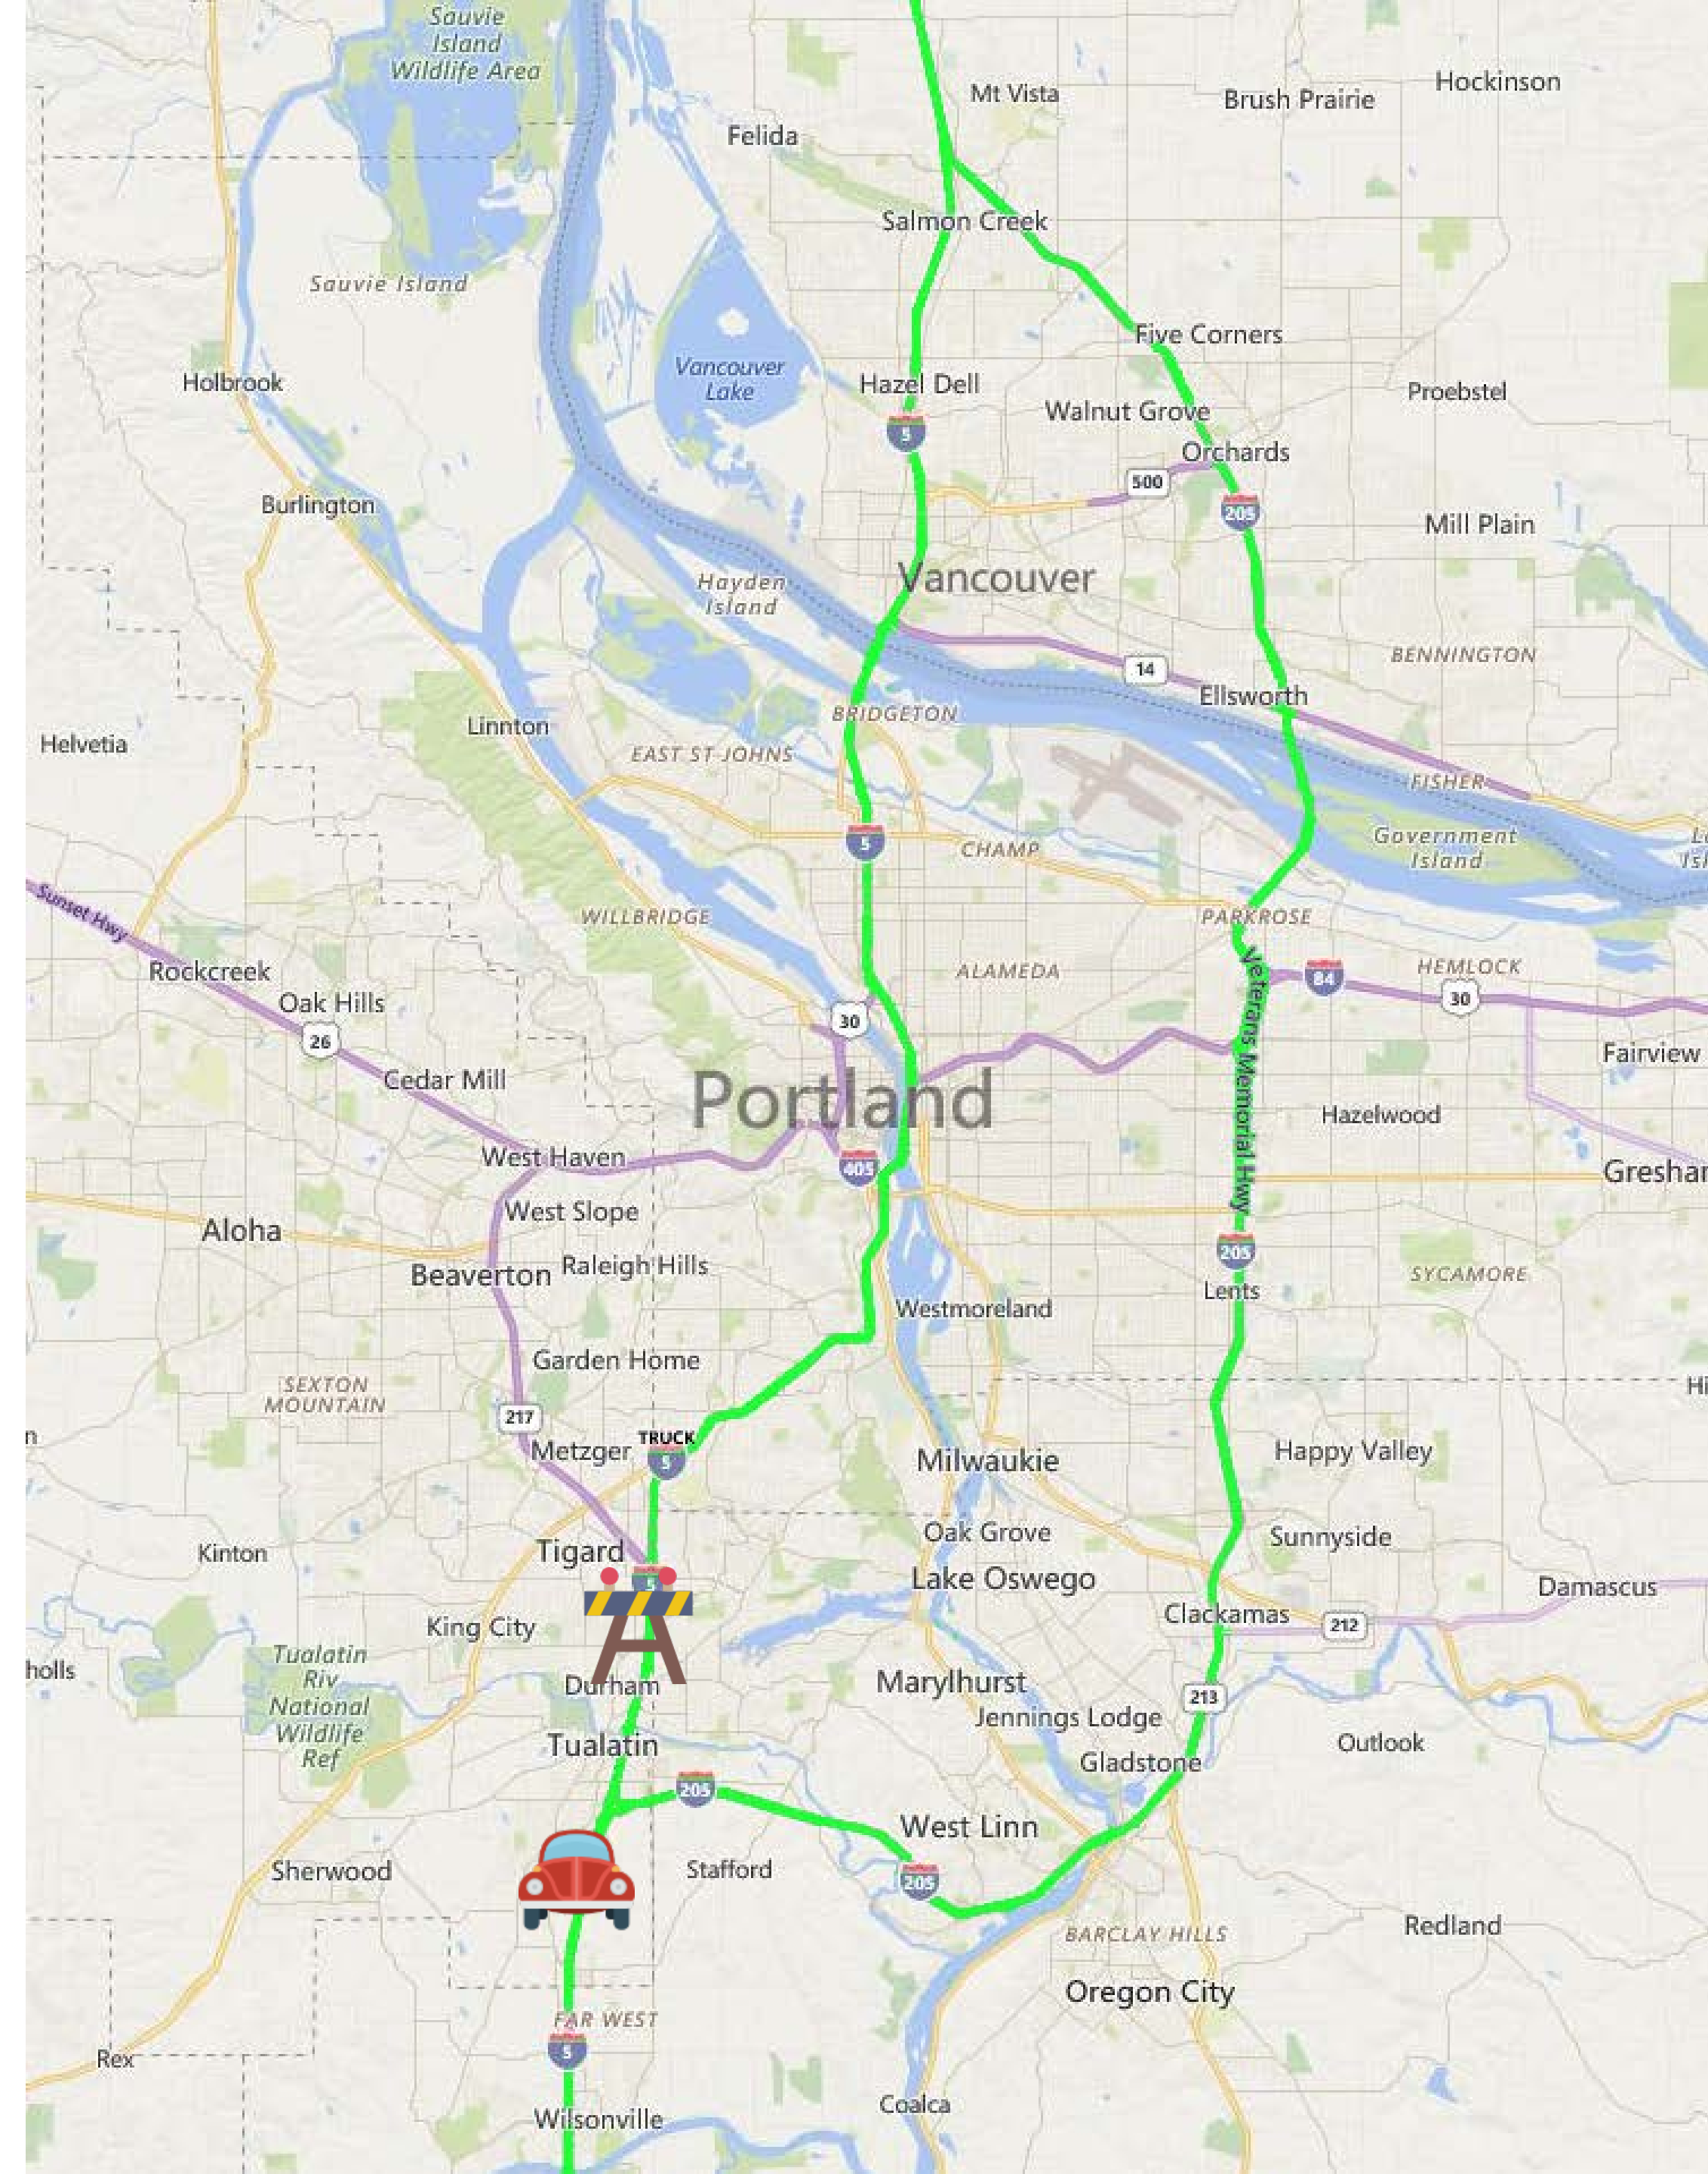 Sauvie
Island
Wildlife Area
Mt Vista
Hockinson
Brush Prairie
Felida
Salmon Creek
Sauvie Island
Five Corners
Vancouver
Lake
Holbrook
Hazel Dell
Proebstel
Walnut Grove
5
Orchards
500
Burlington
205
Mill Plain
Hayden
Island
Vancouver
BENNINGTON
14
Ellsworth
BRIDGETON
Linnton
Helvetia
EAST ST JOHNS
FISHER
5
CHAMP
Government
Island
Sunset Hwy
WILLBRIDGE
PARKROSE
Rockcreek
ALAMEDA
HEMLOCK
84
30
Oak Hills
30
26
Veterans Memorial Hwy
Fairview
Cedar Mill
Portland
Hazelwood
West Haven
405
Greshar
West Slope
Aloha
205
Raleigh Hills
Beaverton
SYCAMORE
Lents
Westmoreland
Garden Home
SEXTON
MOUNTAIN
Hi
217
n
TRUCK
5
Metzger
Milwaukie
Happy Valley
Oak Grove
Sunnyside
Tigard
Kinton
5
Lake Oswego
Damascus
Clackamas
212
King City
Tualatin
Riv
National
Wildlife
Ref
holls
Durham
Marylhurst
213
Jennings Lodge
Tualatin
Outlook
Gladstone
205
West Linn
Sherwood
Stafford
205
BARCLAY HILLS
Redland
Oregon City
FAR WEST
5
Rex
Coalca
Wilsonville